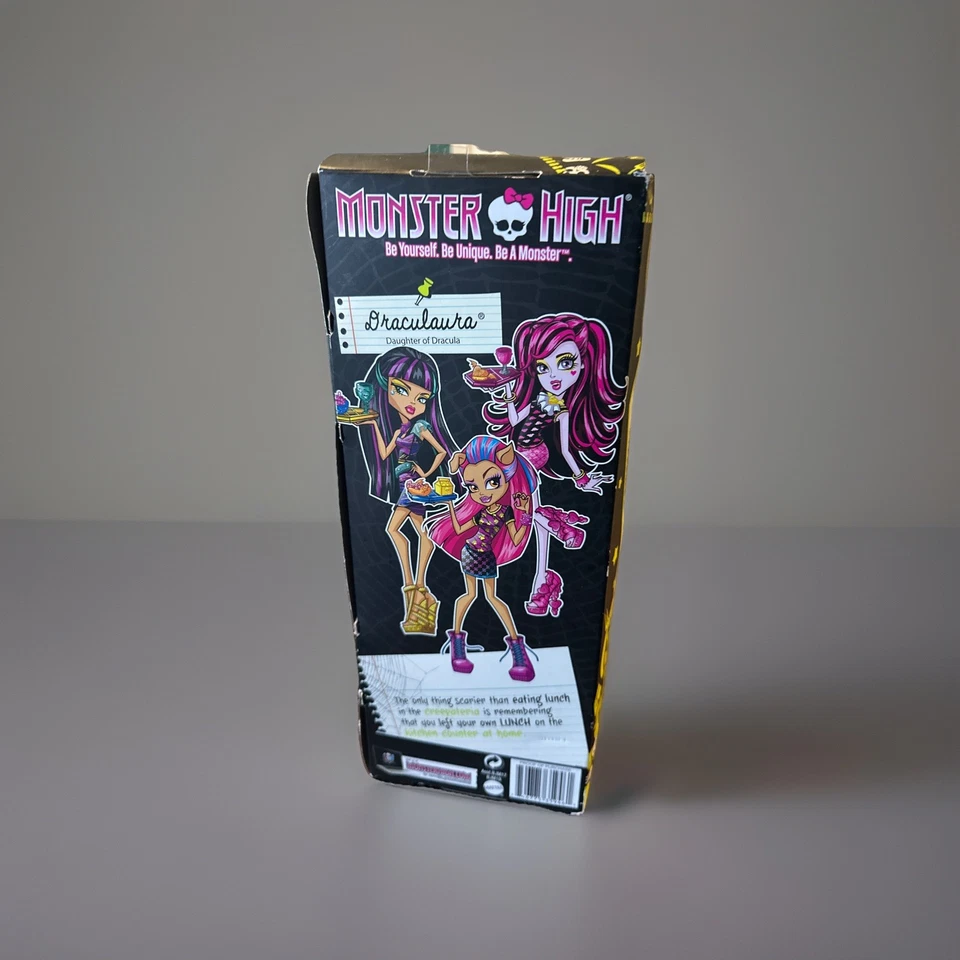 MONSTER HIGH®
Be Yourself. Be Unique. Be A Monster™.
Draculaura®
Daughter of Dracula
The only thing scarier than eating lunch
in the creepateria is remembering
that you left your own LUNCH on the
kitchen counter at home